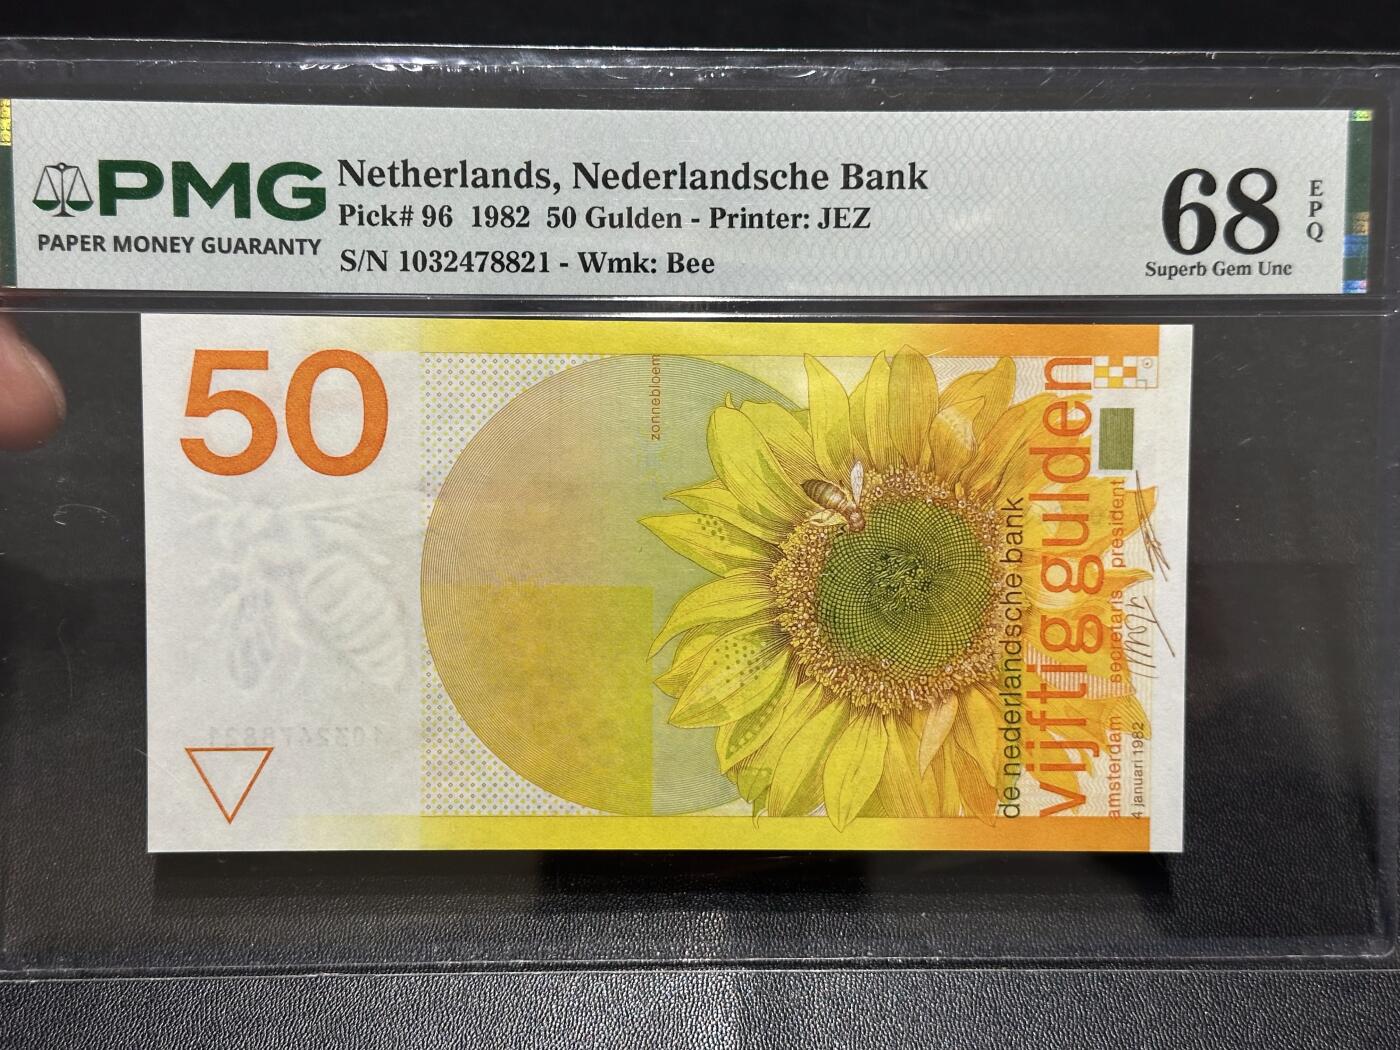 PMG
PAPER MONEY GUARANTY
Netherlands, Nederlandsche Bank
Pick# 96 1982 50 Gulden - Printer: JEZ
S/N 1032478821 - Wmk: Bee
68
EPQ
Superb Gem Unc
50
zonnebloem
de nederlandsche bank
vijftig gulden
amsterdam secretaris president
4 januari 1982
1032478821